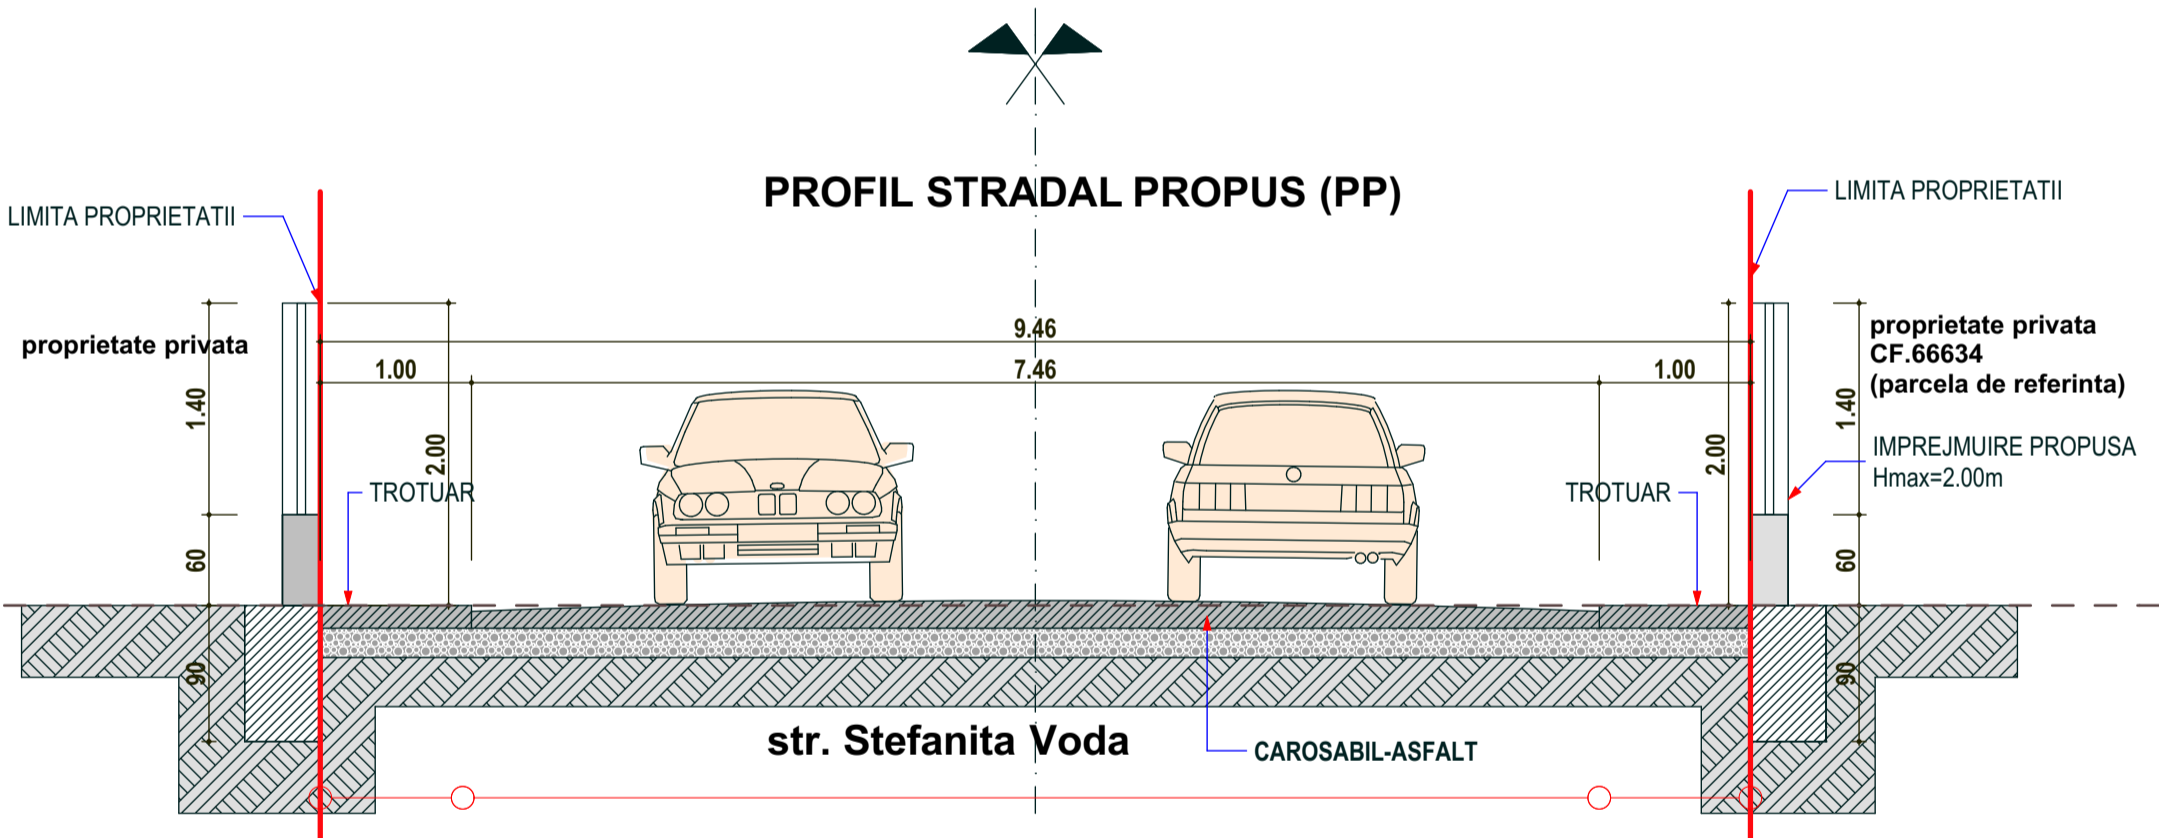 PROFIL STRADAL PROPUS (PP)
LIMITA PROPRIETATII
LIMITA PROPRIETATII
proprietate privata
9.46
1.00
7.46
1.00
proprietate privata
CF.66634
(parcela de referinta)
1.40
2.00
2.00
1.40
IMPREJMUIRE PROPUSA
Hmax=2.00m
TROTUAR
TROTUAR
60
60
90
90
str. Stefanita Voda
CAROSABIL-ASFALT